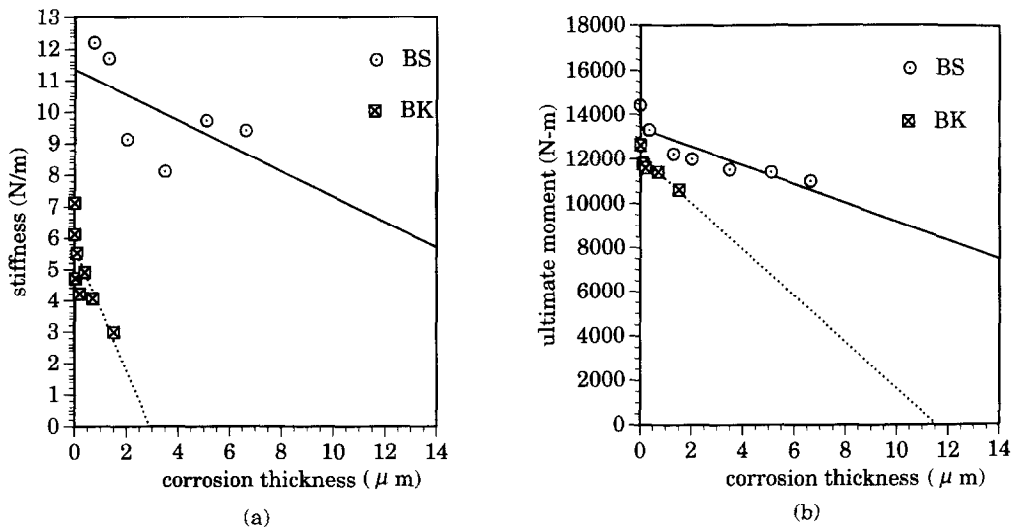 13
12
11
10
9
8
7
6
5
4
3
2
1
0
stiffness (N/m)
BS
BK
0 2 4 6 8 10 12 14
corrosion thickness ( μ m)
(a)
18000
16000
14000
12000
10000
8000
6000
4000
2000
0
ultimate moment (N-m)
BS
BK
0 2 4 6 8 10 12 14
corrosion thickness ( μ m)
(b)